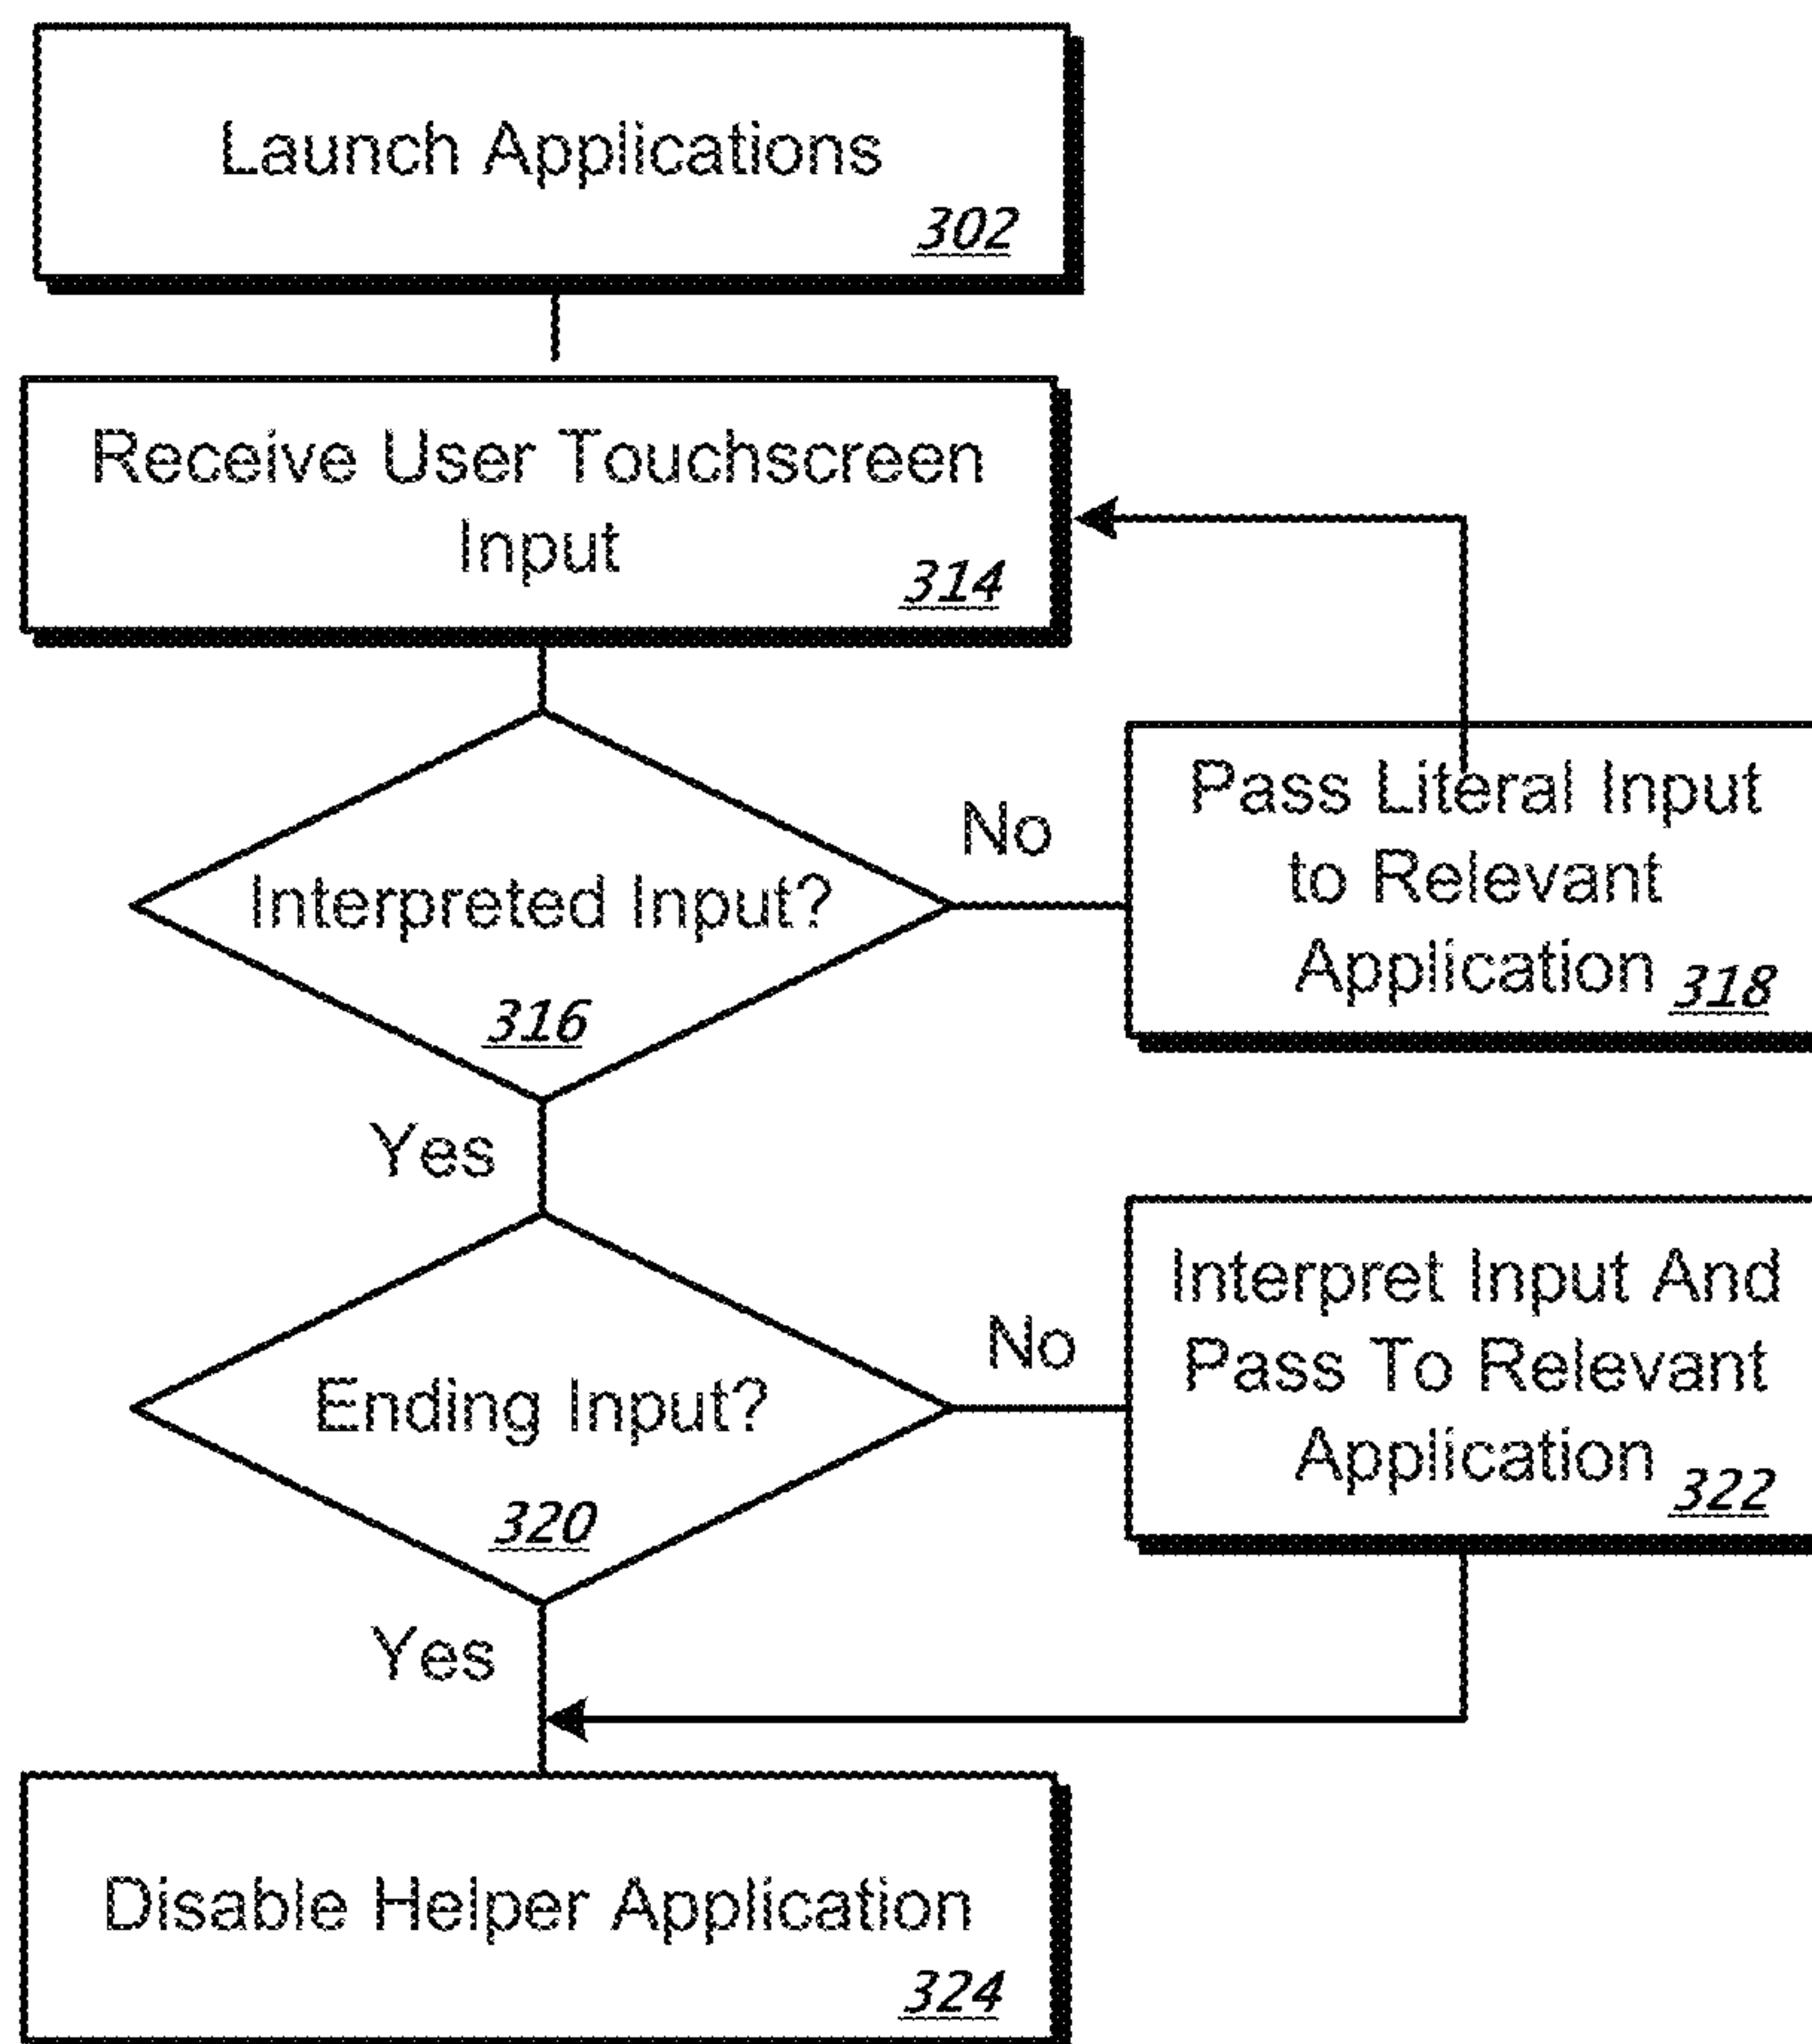 Launch Applications
302
Receive User Touchscreen
Input
314
Interpreted Input?
316
No
Pass Literal Input
to Relevant
Application
318
Yes
Ending Input?
320
No
Interpret Input And
Pass To Relevant
Application
322
Yes
Disable Helper Application
324